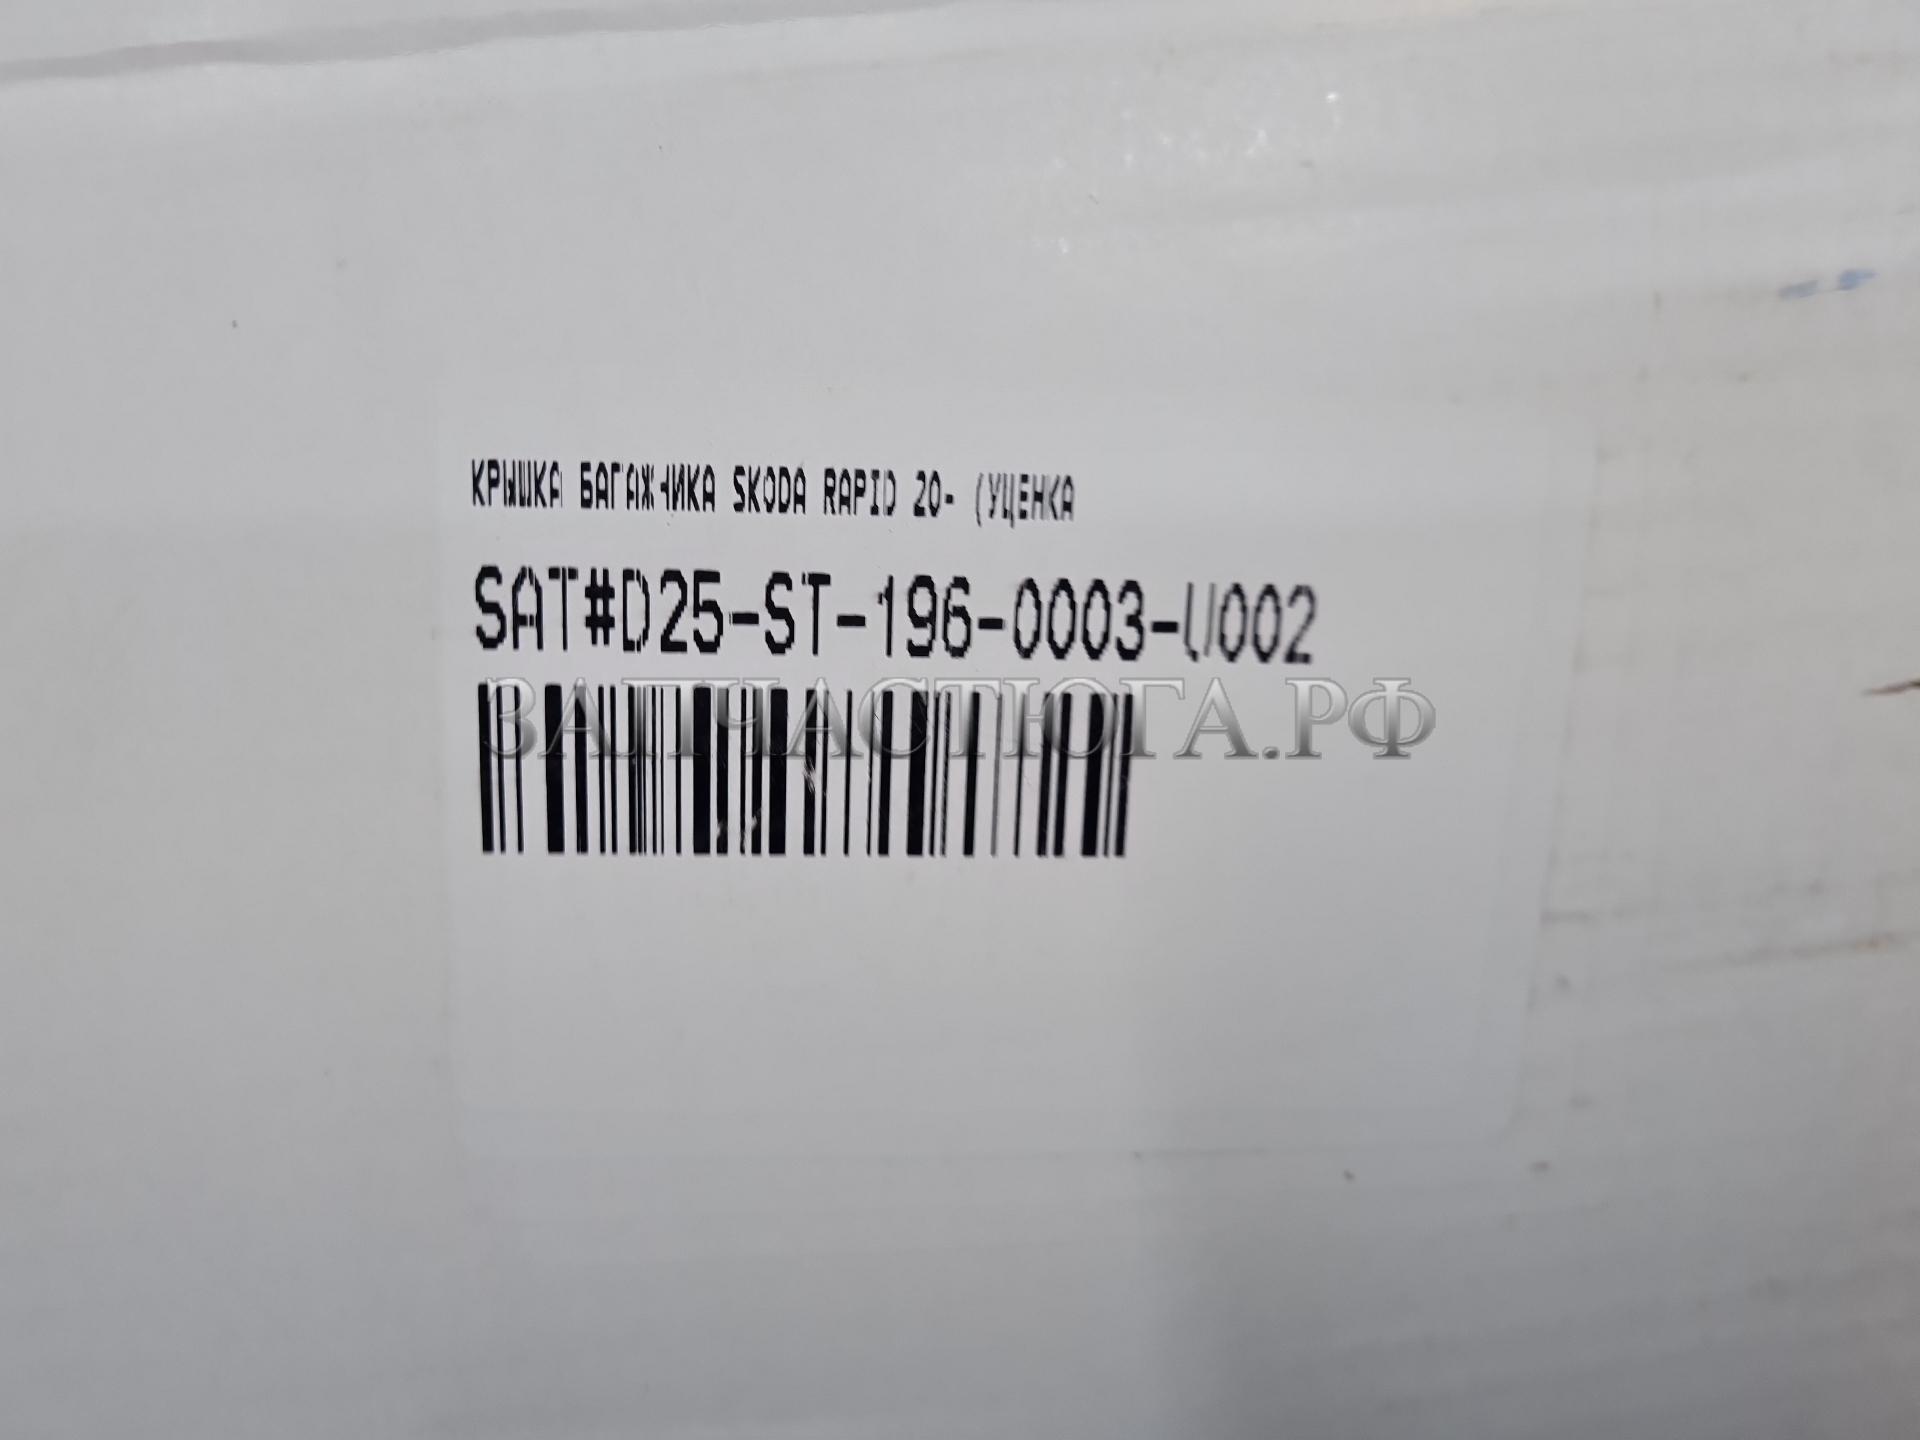 КРЫШКА БАГАЖНИКА SKODA RAPID 20- (УЦЕНКА
SAT#D25-ST-196-0003-U002
ЗАПЧАСТЮГА.РФ